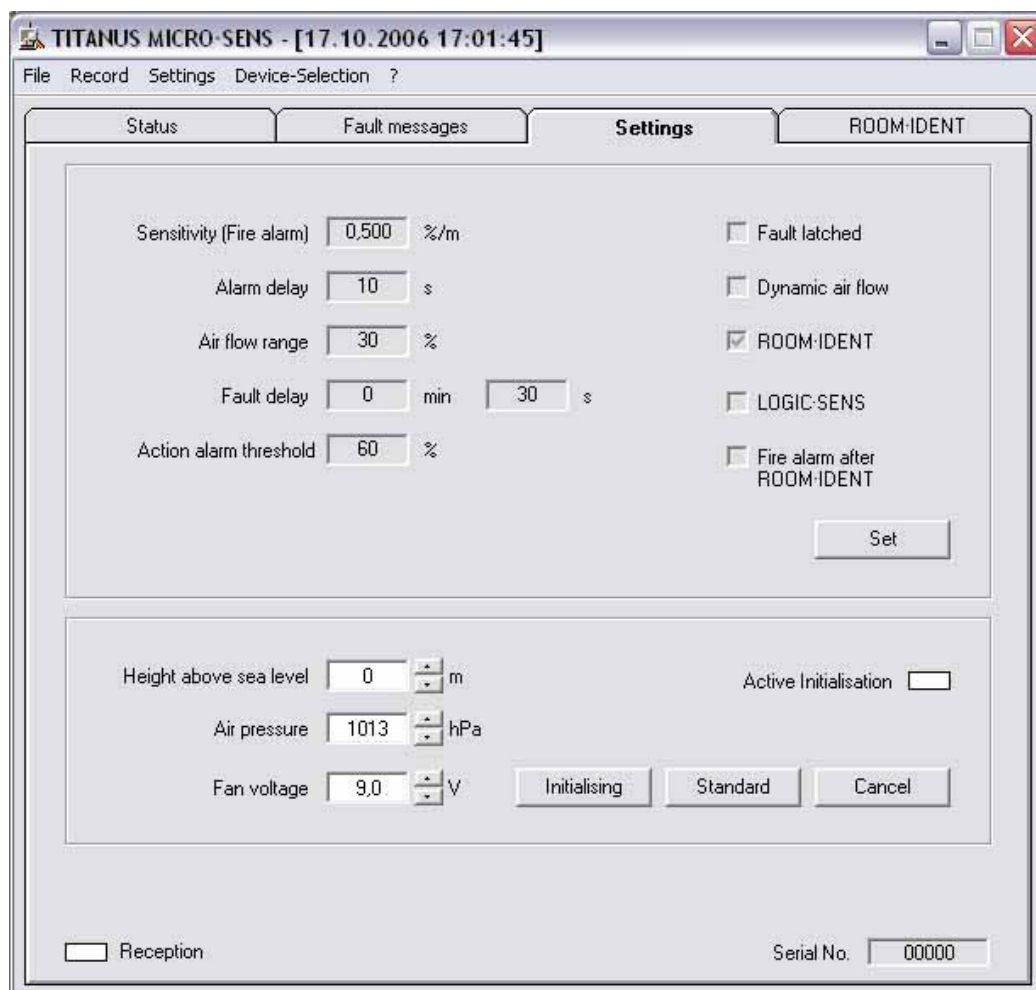 TITANUS MICRO·SENS - [17.10.2006 17:01:45]
File Record Settings Device-Selection ?
Status Fault messages Settings ROOM·IDENT
Sensitivity (Fire alarm) 0,500 %/m Fault latched
Alarm delay 10 s Dynamic air flow
Air flow range 30 % ROOM·IDENT
Fault delay 0 min 30 s LOGIC·SENS
Action alarm threshold 60 % Fire alarm after
ROOM·IDENT
Set
Height above sea level 0 m Active Initialisation
Air pressure 1013 hPa
Fan voltage 9,0 V Initialising Standard Cancel
Reception Serial No. 00000